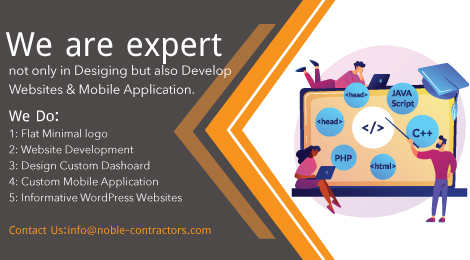 We are expert
not only in Desiging but also Develop
Websites & Mobile Application.
We Do:
1: Flat Minimal logo
2: Website Development
3: Design Custom Dashoard
4: Custom Mobile Application
5: Informative WordPress Websites
Contact Us:info@noble-contractors.com
<head>
JAVA
Script
<head>
</>
C++
PHP
<html>